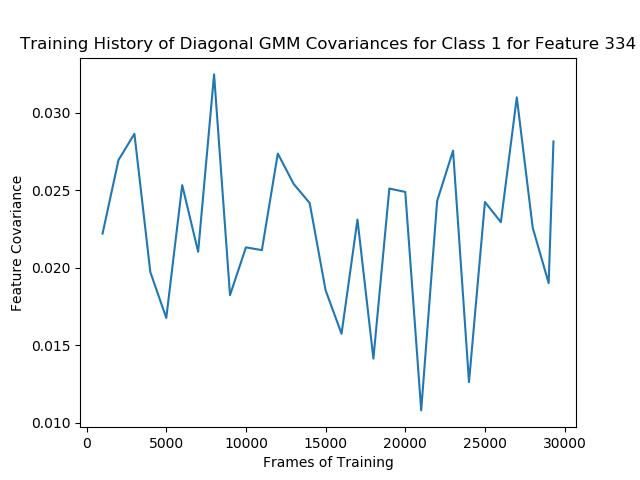 Training History of Diagonal GMM Covariances for Class 1 for Feature 334
0.030
0.025
0.020
0.015
0.010
Feature Covariance
0 5000 10000 15000 20000 25000 30000
Frames of Training